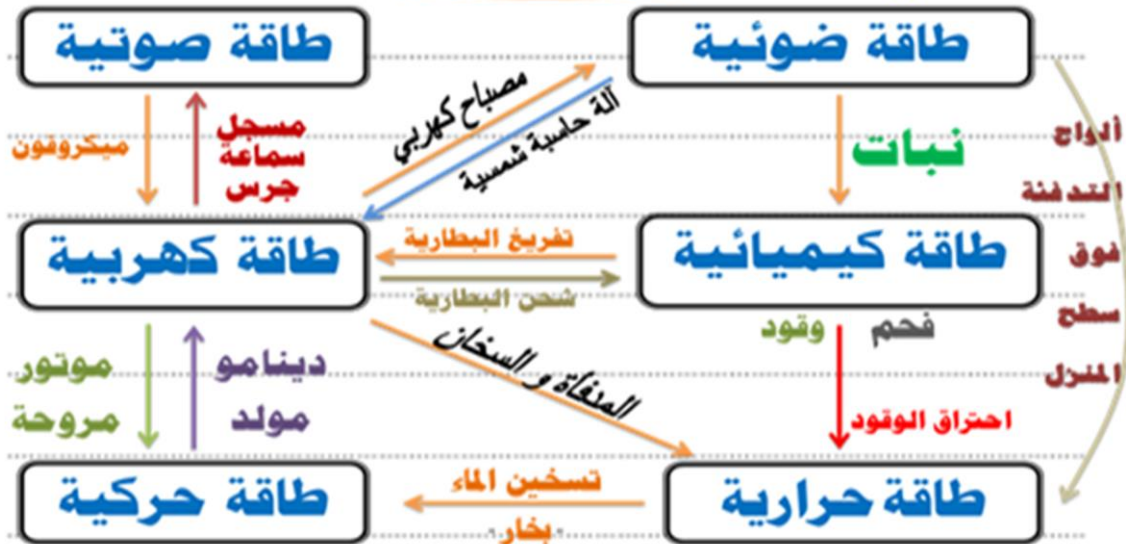 طاقة ضوئية
طاقة صوتية
مصباح كهربي
آلة حاسبة شمسية
نبات
ألواح
التدفئة
فوق
سطح
المنزل
ميكروفون
مسجل
سماعة
جرس
طاقة كيميائية
طاقة كهربية
تفريغ البطارية
شحن البطارية
فحم
وقود
احتراق الوقود
المدفأة و السخان
دينامو
مولد
موتور
مروحة
طاقة حرارية
طاقة حركية
تسخين الماء
بخار